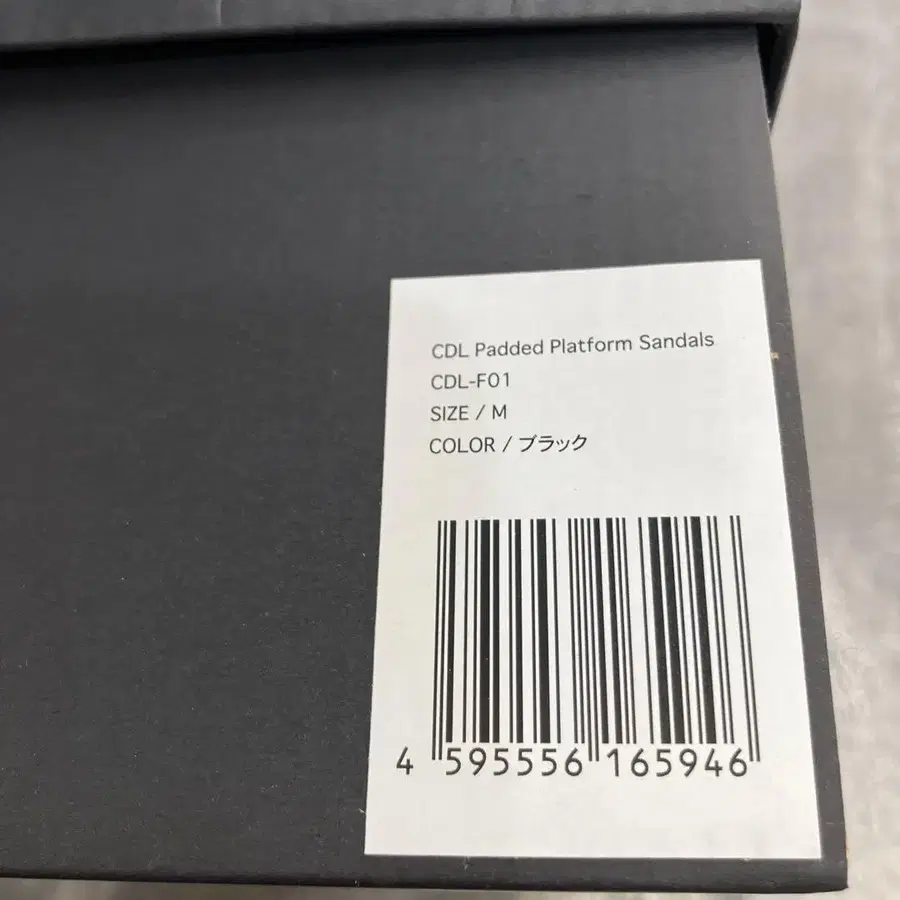 CDL Padded Platform Sandals
CDL-F01
SIZE / M
COLOR / ブラック
4 595556 165946